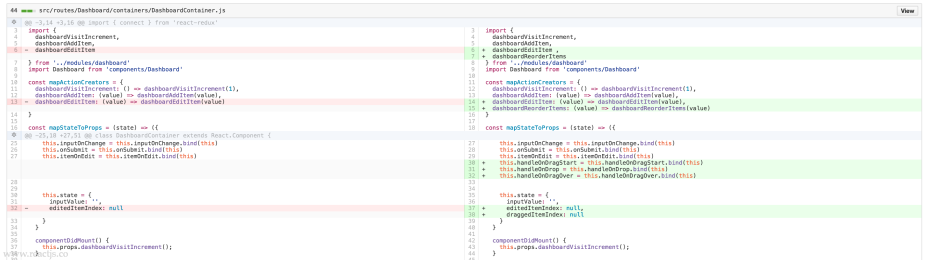 44 src/routes/Dashboard/containers/DashboardContainer.js View
@@ -3,14 +3,16 @@ import { connect } from 'react-redux'
3 import {
4 dashboardVisitIncrement,
5 dashboardAddItem,
6 - dashboardEditItem
7 } from '../modules/dashboard'
8 import Dashboard from 'components/Dashboard'
9
10 const mapActionCreators = {
11 dashboardVisitIncrement: () => dashboardVisitIncrement(1),
12 dashboardAddItem: (value) => dashboardAddItem(value),
13 - dashboardEditItem: (value) => dashboardEditItem(value)
14 }
15
16 const mapStateToProps = (state) => ({
3 import {
4 dashboardVisitIncrement,
5 dashboardAddItem,
6 + dashboardEditItem ,
7 + dashboardReorderItems
8 } from '../modules/dashboard'
9 import Dashboard from 'components/Dashboard'
10
11 const mapActionCreators = {
12 dashboardVisitIncrement: () => dashboardVisitIncrement(1),
13 dashboardAddItem: (value) => dashboardAddItem(value),
14 + dashboardEditItem: (value) => dashboardEditItem(value),
15 + dashboardReorderItems: (value) => dashboardReorderItems(value)
16 }
17
18 const mapStateToProps = (state) => ({
@@ -25,10 +27,51 @@ class DashboardContainer extends React.Component {
25 this.inputOnChange = this.inputOnChange.bind(this)
26 this.onSubmit = this.onSubmit.bind(this)
27 this.itemOnEdit = this.itemOnEdit.bind(this)
28
29
30 this.state = {
31 inputValue: '',
32 - editedItemIndex: null
33 }
34 }
35
36 componentDidMount() {
37 this.props.dashboardVisitIncrement();
}
27 this.inputOnChange = this.inputOnChange.bind(this)
28 this.onSubmit = this.onSubmit.bind(this)
29 this.itemOnEdit = this.itemOnEdit.bind(this)
30 + this.handleOnDragStart = this.handleOnDragStart.bind(this)
31 + this.handleOnDrop = this.handleOnDrop.bind(this)
32 + this.handleOnDragOver = this.handleOnDragOver.bind(this)
33
34
35 this.state = {
36 inputValue: '',
37 + editedItemIndex: null,
38 + draggedItemIndex: null
39 }
40 }
41
42 componentDidMount() {
43 this.props.dashboardVisitIncrement();
44 }